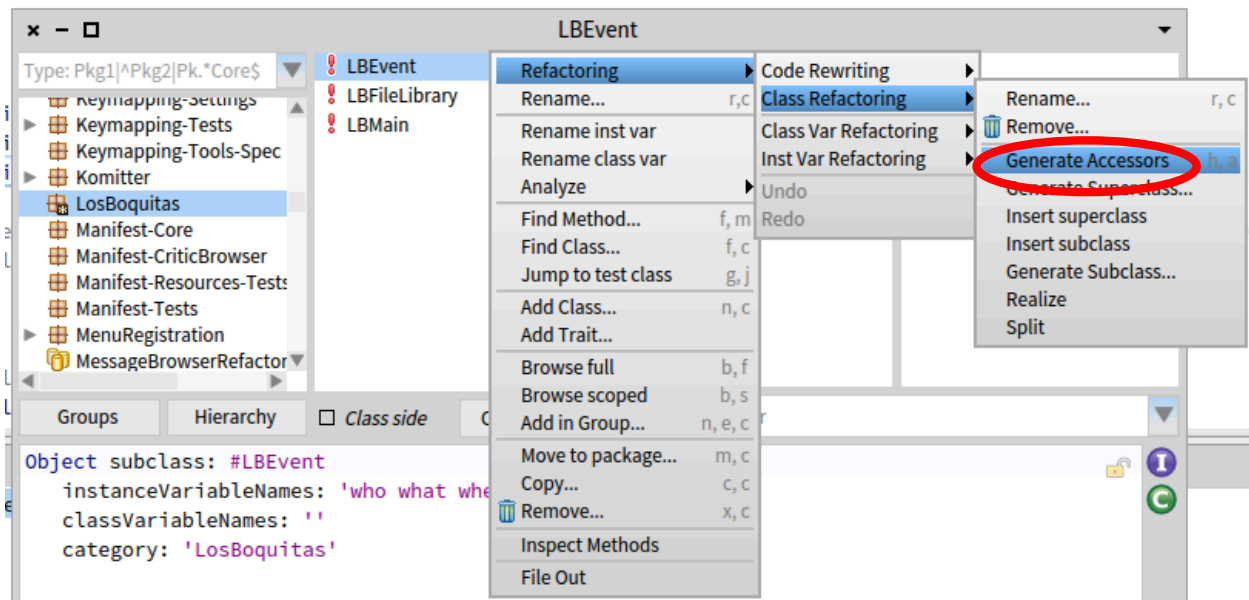 LBEvent
Type: Pkg1|^Pkg2|Pk.*Core$
Keymapping-Settings
Keymapping-Tests
Keymapping-Tools-Spec
Komitter
LosBoquitas
Manifest-Core
Manifest-CriticBrowser
Manifest-Resources-Tests
Manifest-Tests
MenuRegistration
MessageBrowserRefactor
LBEvent
LBFileLibrary
LBMain
Refactoring
Rename... r,c
Rename inst var
Rename class var
Analyze
Find Method... f, m
Find Class... f, c
Jump to test class g, j
Add Class... n, c
Add Trait...
Browse full b, f
Browse scoped b, s
Add in Group... n, e, c
Move to package... m, c
Copy... c, c
Remove... x, c
Inspect Methods
File Out
Code Rewriting
Class Refactoring
Class Var Refactoring
Inst Var Refactoring
Undo
Redo
Rename... r, c
Remove...
Generate Accessors h, a
Generate Superclass...
Insert superclass
Insert subclass
Generate Subclass...
Realize
Split
Groups
Hierarchy
Class side
Object subclass: #LBEvent
instanceVariableNames: 'who what whe
classVariableNames: ''
category: 'LosBoquitas'
I
C